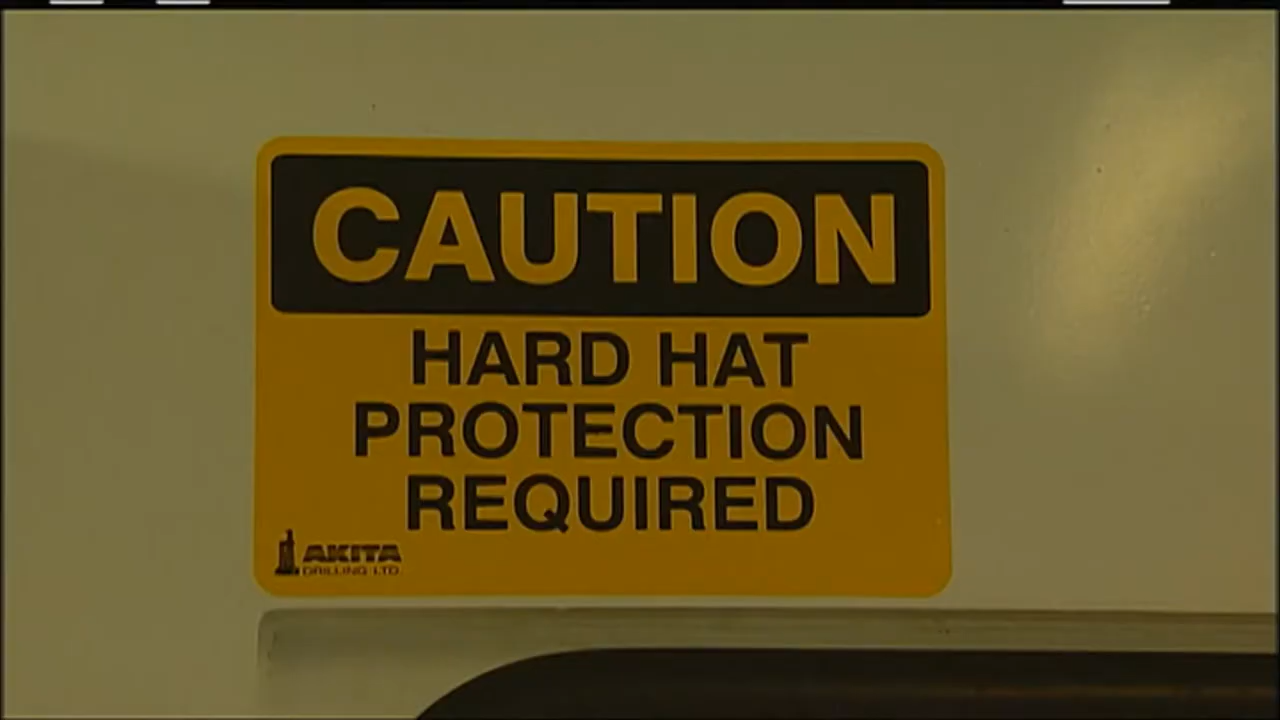 CAUTION
HARD HAT
PROTECTION
REQUIRED
AKITA
DRILLING LTD.